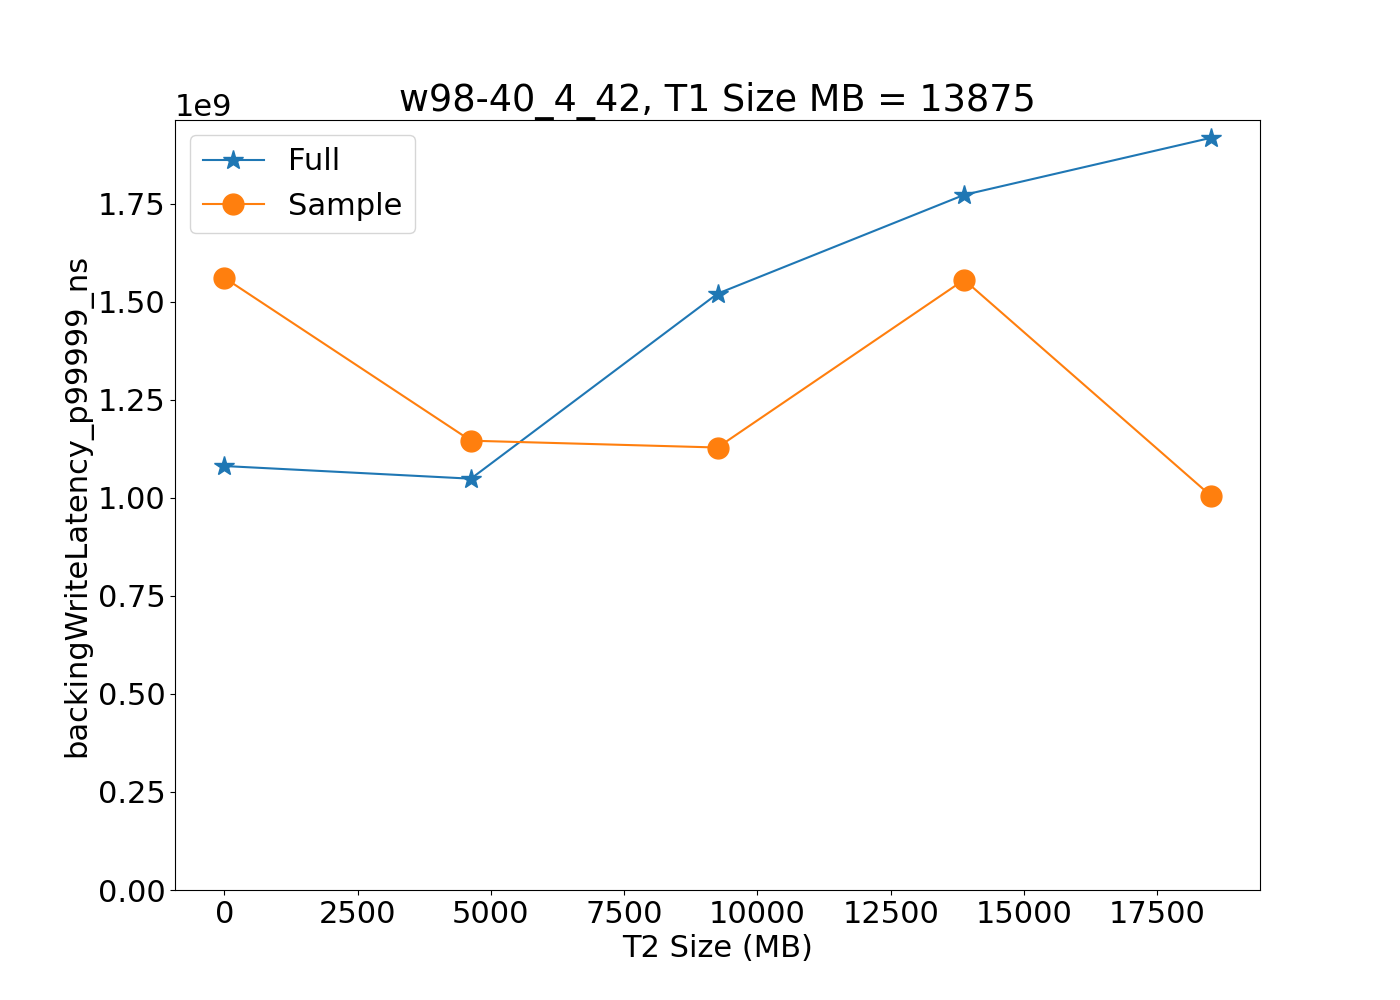 w98-40_4_42, T1 Size MB = 13875
1e9
Full
Sample
1.75
1.50
1.25
1.00
0.75
0.50
0.25
0.00
backingWriteLatency_p99999_ns
0 2500 5000 7500 10000 12500 15000 17500
T2 Size (MB)